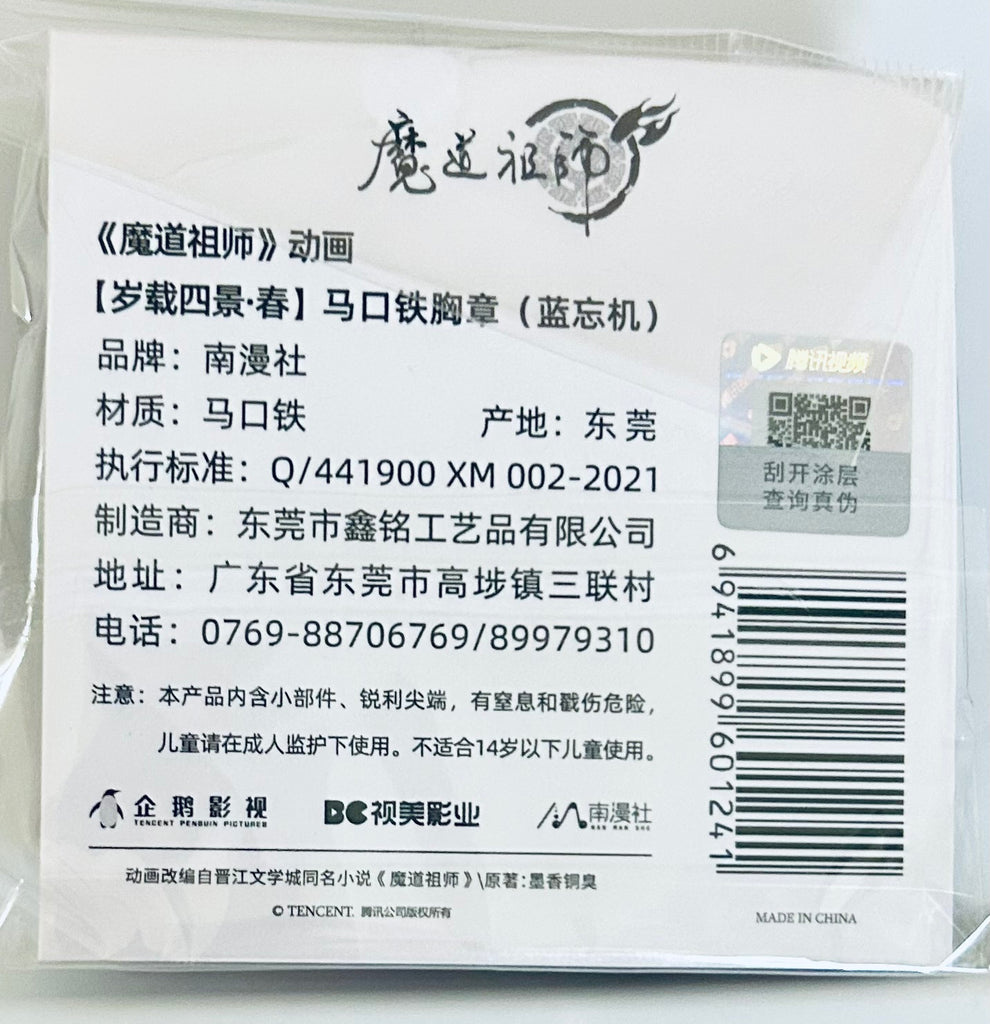 魔道祖師
《魔道祖师》动画
【岁载四景·春】马口铁胸章（蓝忘机）
品牌：南漫社
材质：马口铁 产地：东莞
执行标准：Q/441900 XM 002-2021
制造商：东莞市鑫铭工艺品有限公司
地址：广东省东莞市高埗镇三联村
电话：0769-88706769/89979310
注意：本产品内含小部件、锐利尖端，有窒息和戳伤危险，
儿童请在成人监护下使用。不适合14岁以下儿童使用。
腾讯视频
刮开涂层
查询真伪
6 941899 601241
企鹅影视
TENCENT PENGUIN PICTURES
BC视美影业
南漫社
NAN MAN SHE
动画改编自晋江文学城同名小说《魔道祖师》\原著：墨香铜臭
© TENCENT. 腾讯公司版权所有
MADE IN CHINA